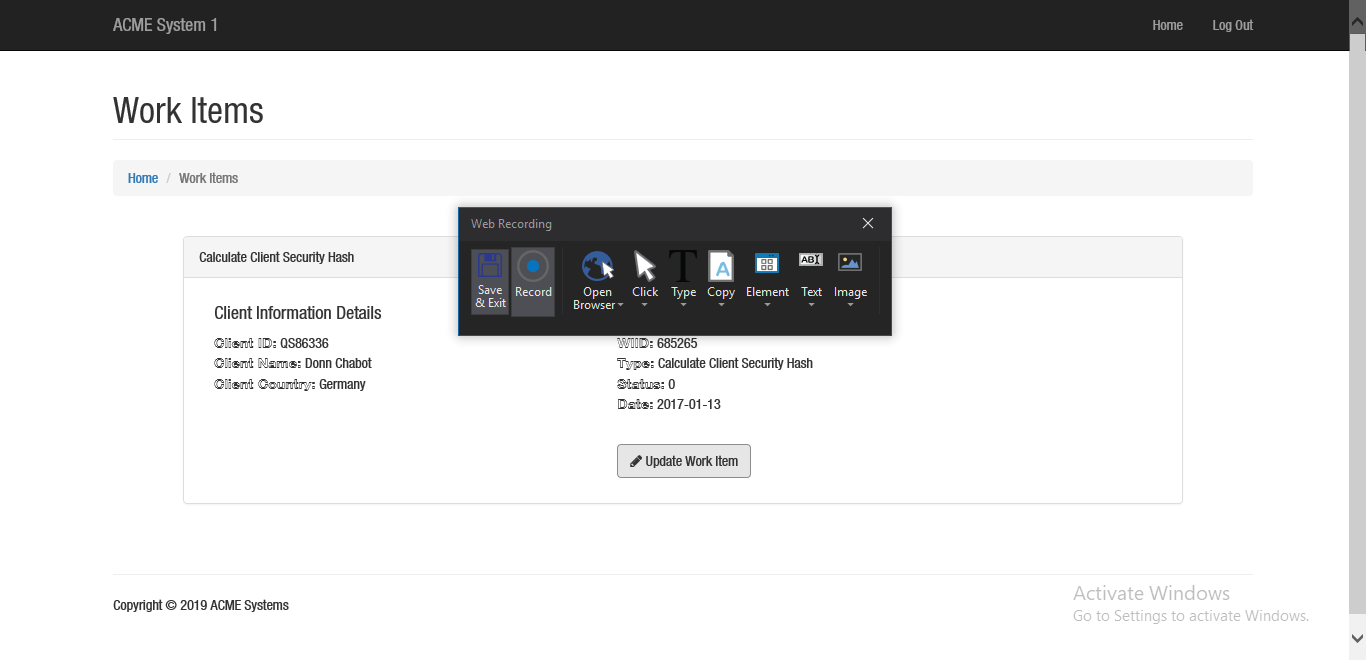 ACME System 1
Home
Log Out
Work Items
Home / Work Items
Web Recording
Save & Exit
Record
Open Browser
Click
Type
Copy
Element
Text
Image
Calculate Client Security Hash
Client Information Details
Client ID: QS86336
Client Name: Donn Chabot
Client Country: Germany
WIID: 685265
Type: Calculate Client Security Hash
Status: 0
Date: 2017-01-13
Update Work Item
Copyright © 2019 ACME Systems
Activate Windows
Go to Settings to activate Windows.